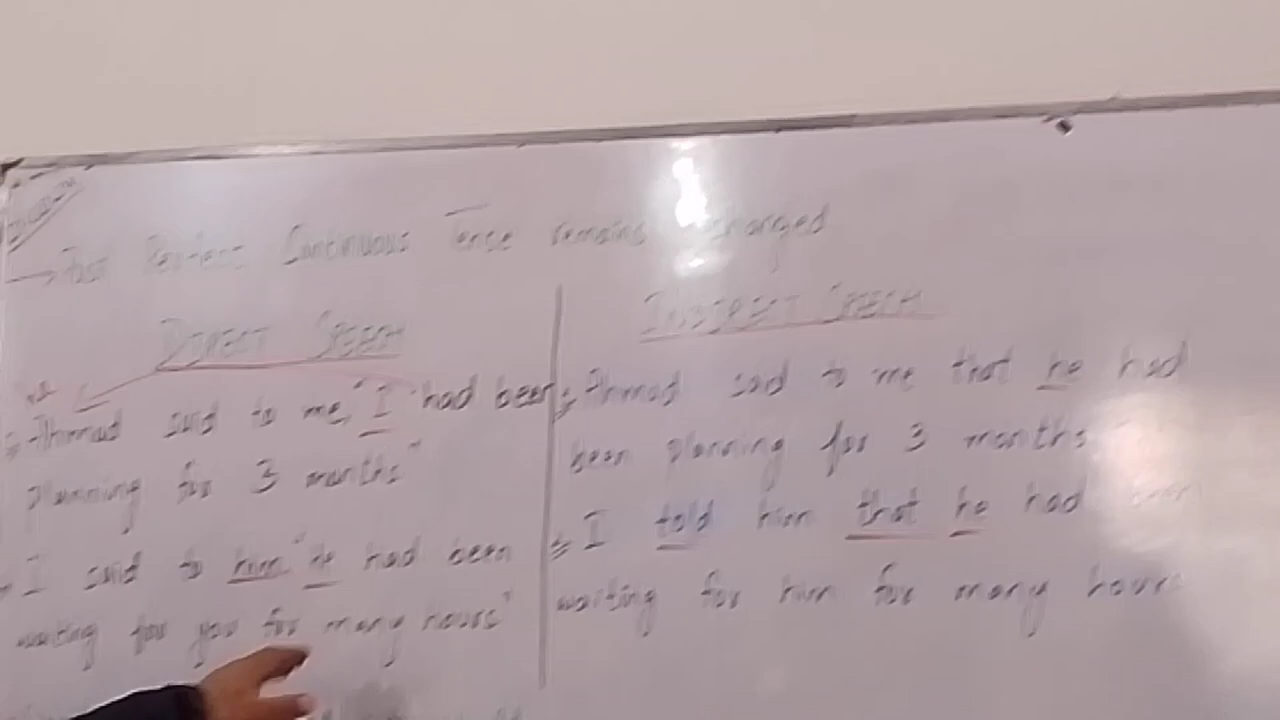 → Past Perfect Continuous Tense remains unchanged
DIRECT SPEECH
INDIRECT SPEECH
Ahmad said to me, "I had been
planning for 3 months"
I said to him "he had been
waiting for you for many hours"
Ahmad said to me that he had
been planning for 3 months
I told him that he had been
waiting for him for many hours